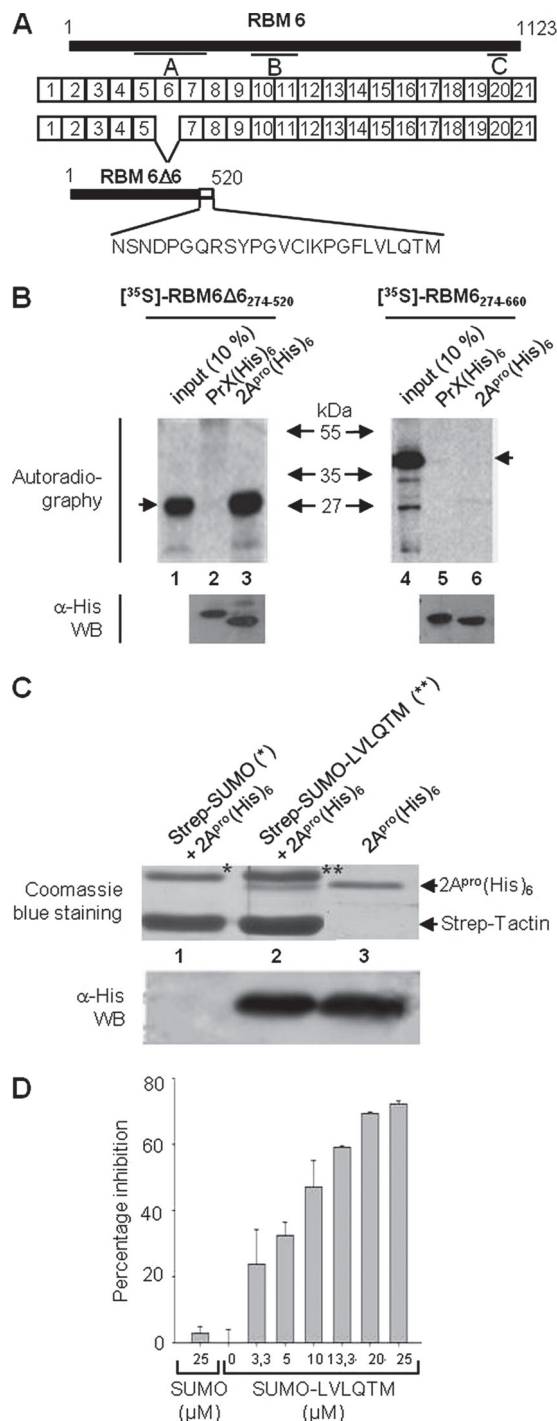 A
1 RBM 6 1123
A B C
1 2 3 4 5 6 7 8 9 10 11 12 13 14 15 16 17 18 19 20 21
1 2 3 4 5 7 8 9 10 11 12 13 14 15 16 17 18 19 20 21
1 RBM 6Δ6 520
NSNDPGQRSYPGVCIKPGFLVLQTM
B
[³⁵S]-RBM6Δ6₂₇₄₋₅₂₀ [³⁵S]-RBM6₂₇₄₋₆₆₀
input (10 %) PrX(His)₆ 2Aᵖʳᵒ(His)₆ kDa input (10 %) PrX(His)₆ 2Aᵖʳᵒ(His)₆
55
35
27
Autoradio-
graphy
1 2 3 4 5 6
α-His
WB
C
Strep-SUMO (*)
+ 2Aᵖʳᵒ(His)₆
Strep-SUMO-LVLQTM (**)
+ 2Aᵖʳᵒ(His)₆
2Aᵖʳᵒ(His)₆
* **
Coomassie
blue staining
2Aᵖʳᵒ(His)₆
Strep-Tactin
1 2 3
α-His
WB
D
Percentage inhibition
80
60
40
20
0
25 0 3,3 5 10 13,3 20 25
SUMO SUMO-LVLQTM
(μM) (μM)